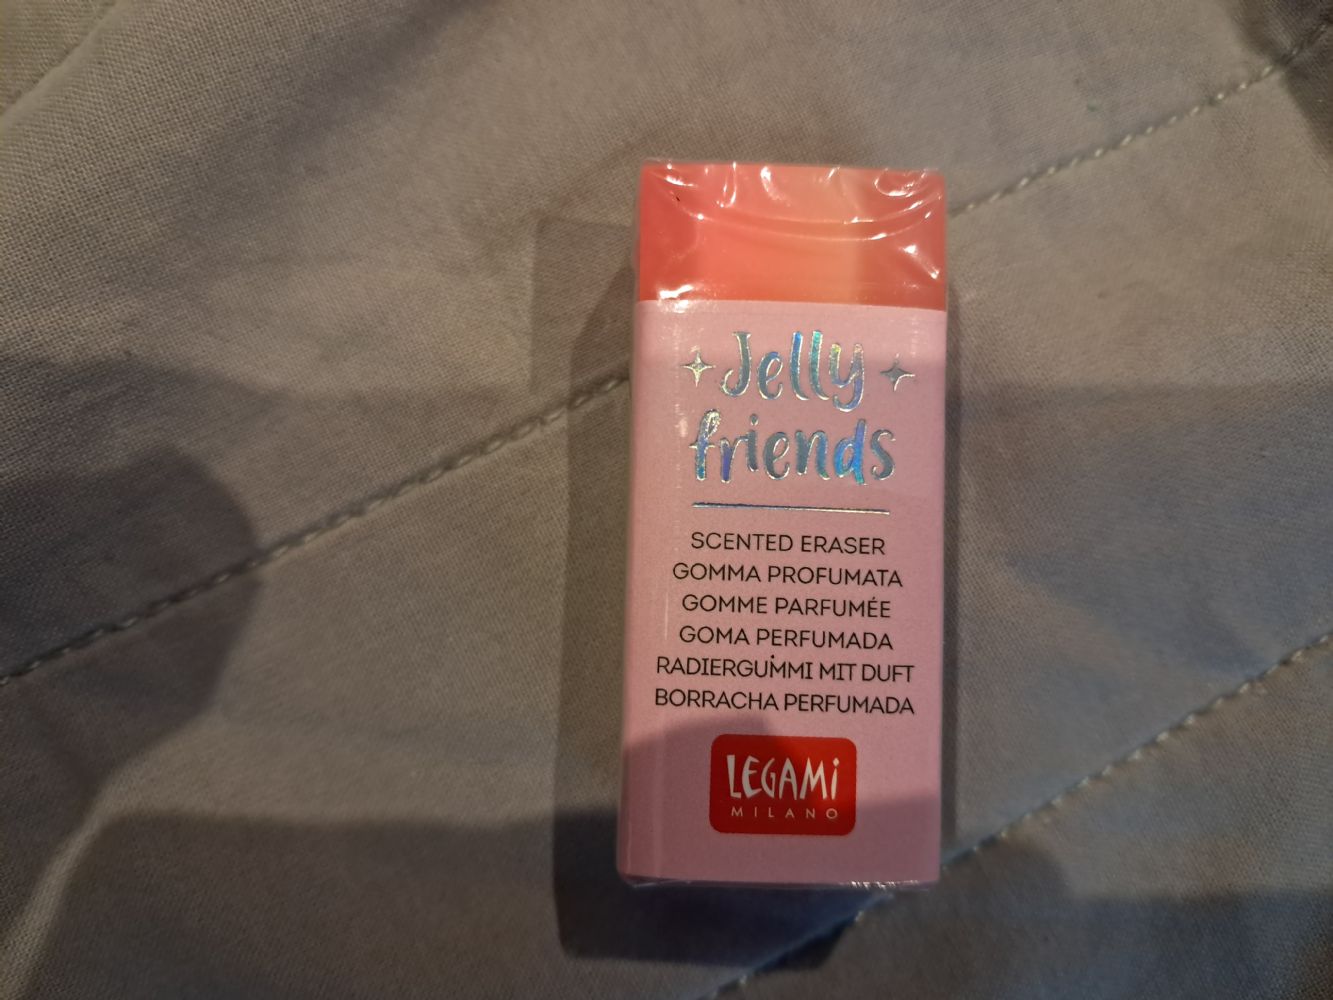 Jelly
friends
SCENTED ERASER
GOMMA PROFUMATA
GOMME PARFUMÉE
GOMA PERFUMADA
RADIERGUMMI MIT DUFT
BORRACHA PERFUMADA
LEGAMI
MILANO